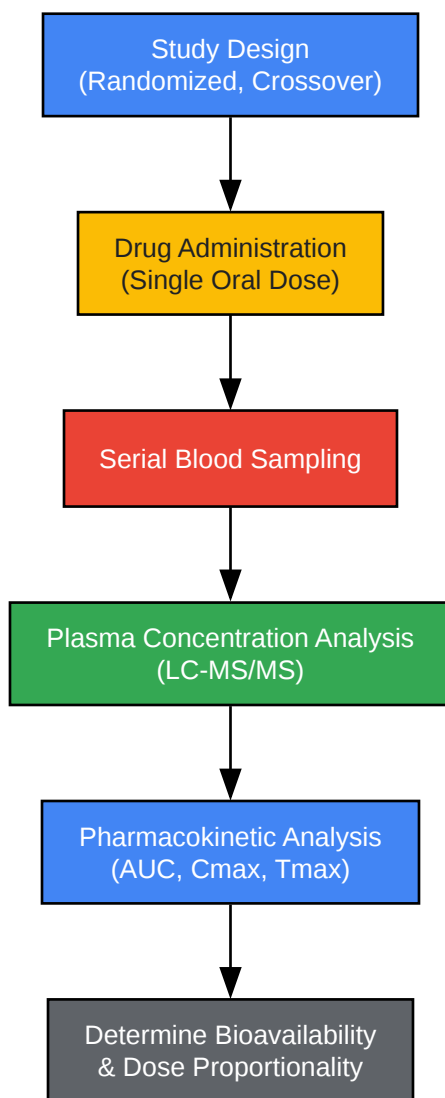 Study Design
(Randomized, Crossover)
Drug Administration
(Single Oral Dose)
Serial Blood Sampling
Plasma Concentration Analysis
(LC-MS/MS)
Pharmacokinetic Analysis
(AUC, Cmax, Tmax)
Determine Bioavailability
& Dose Proportionality